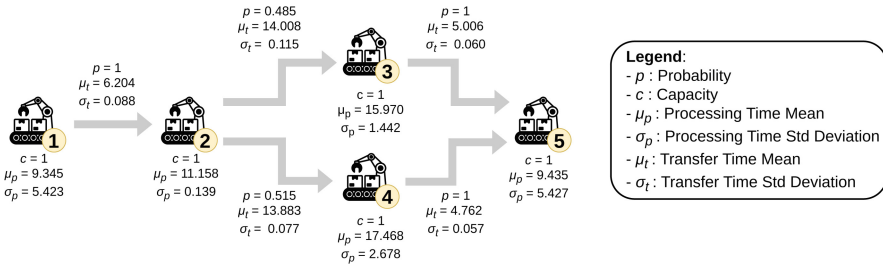 p = 1
μt = 6.204
σt = 0.088
1
c = 1
μp = 9.345
σp = 5.423
2
c = 1
μp = 11.158
σp = 0.139
p = 0.485
μt = 14.008
σt = 0.115
3
c = 1
μp = 15.970
σp = 1.442
p = 1
μt = 5.006
σt = 0.060
p = 0.515
μt = 13.883
σt = 0.077
4
c = 1
μp = 17.468
σp = 2.678
p = 1
μt = 4.762
σt = 0.057
5
c = 1
μp = 9.435
σp = 5.427
Legend:
- p : Probability
- c : Capacity
- μp : Processing Time Mean
- σp : Processing Time Std Deviation
- μt : Transfer Time Mean
- σt : Transfer Time Std Deviation